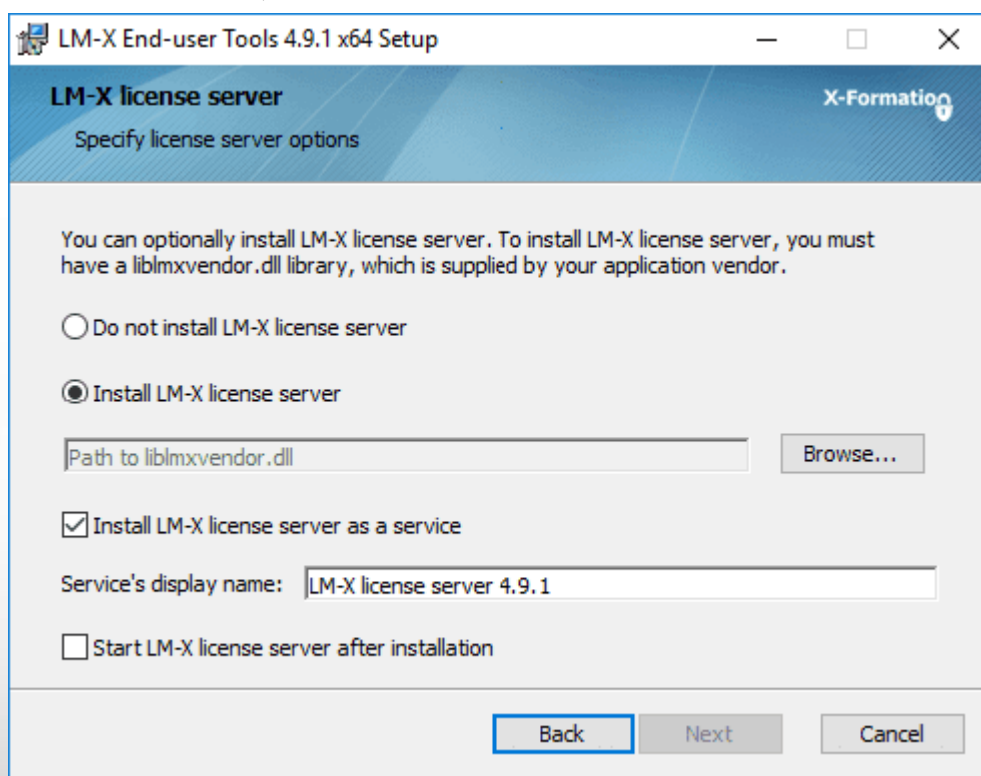 LM-X End-user Tools 4.9.1 x64 Setup
LM-X license server
X-Formation
Specify license server options
You can optionally install LM-X license server. To install LM-X license server, you must
have a liblmxvendor.dll library, which is supplied by your application vendor.
Do not install LM-X license server
Install LM-X license server
Path to liblmxvendor.dll
Browse...
Install LM-X license server as a service
Service's display name:
LM-X license server 4.9.1
Start LM-X license server after installation
Back
Next
Cancel